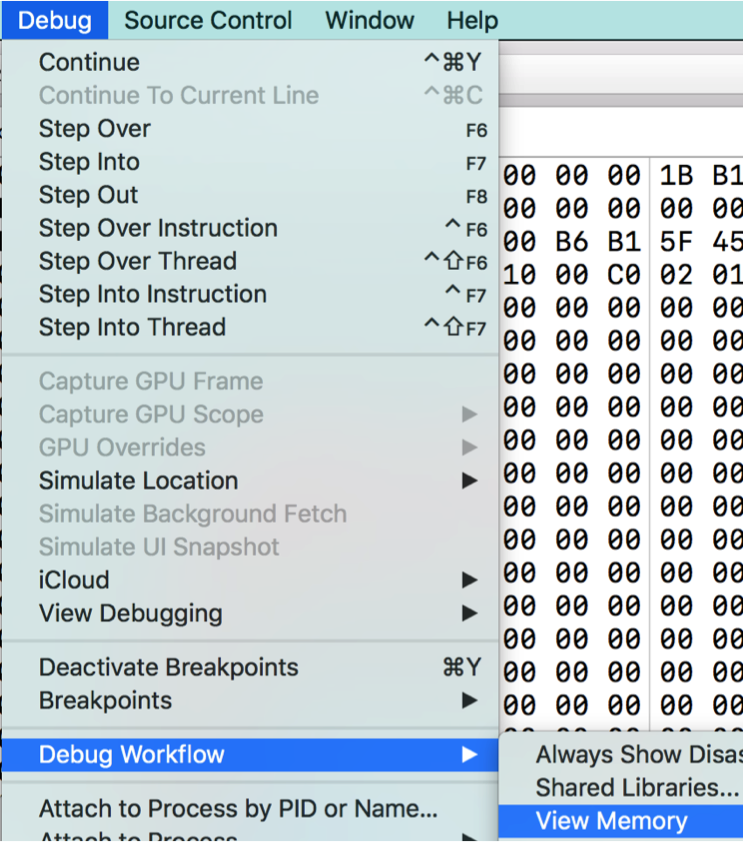 Debug Source Control Window Help
Continue ^⌘Y
Continue To Current Line ^⌘C
Step Over F6
Step Into F7
Step Out F8
Step Over Instruction ^F6
Step Over Thread ^⇧F6
Step Into Instruction ^F7
Step Into Thread ^⇧F7
Capture GPU Frame
Capture GPU Scope ▶
GPU Overrides ▶
Simulate Location ▶
Simulate Background Fetch
Simulate UI Snapshot
iCloud ▶
View Debugging ▶
Deactivate Breakpoints ⌘Y
Breakpoints ▶
Debug Workflow ▶
Attach to Process by PID or Name...
Attach to Process
00 00 00 1B B1
00 00 00 00 00
00 B6 B1 5F 45
10 00 C0 02 01
00 00 00 00 00
00 00 00 00 00
00 00 00 00 00
00 00 00 00 00
00 00 00 00 00
00 00 00 00 00
00 00 00 00 00
00 00 00 00 00
00 00 00 00 00
00 00 00 00 00
00 00 00 00 00
00 00 00 00 00
00 00 00 00 00
Always Show Disas
Shared Libraries...
View Memory